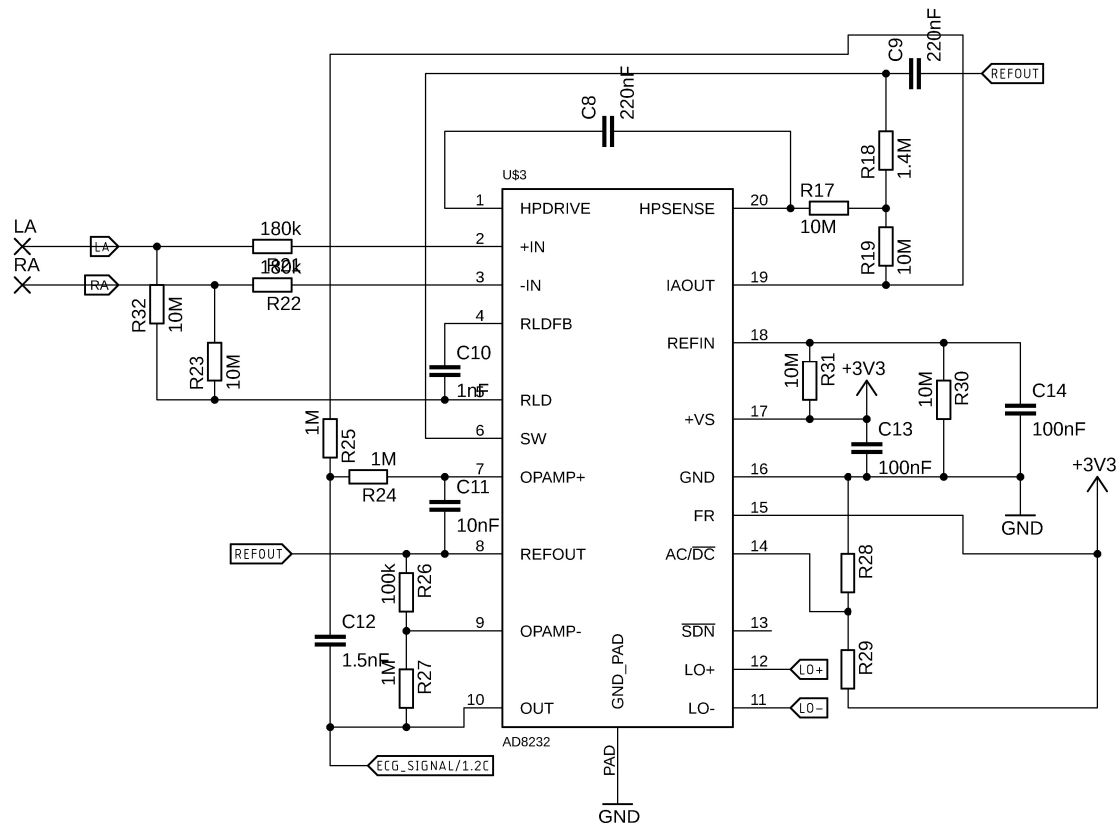 C9
220nF
REFOUT
C8
220nF
R18
1.4M
U$3
R17
10M
1
HPDRIVE
HPSENSE
20
LA
LA
180k
R21
2
+IN
R19
10M
RA
RA
180k
R22
3
-IN
IAOUT
19
R32
10M
4
RLDFB
REFIN
18
R23
10M
C10
1nF
10M
R31
+3V3
10M
R30
C14
100nF
5
RLD
+VS
17
C13
100nF
1M
R25
6
SW
1M
R24
7
OPAMP+
GND
16
+3V3
C11
10nF
FR
15
GND
REFOUT
8
REFOUT
AC/DC
14
R28
100k
R26
C12
1.5nF
9
OPAMP-
SDN
13
1M
R27
GND_PAD
LO+
12
LO+
R29
10
OUT
LO-
11
LO-
AD8232
PAD
ECG_SIGNAL/1.2C
GND